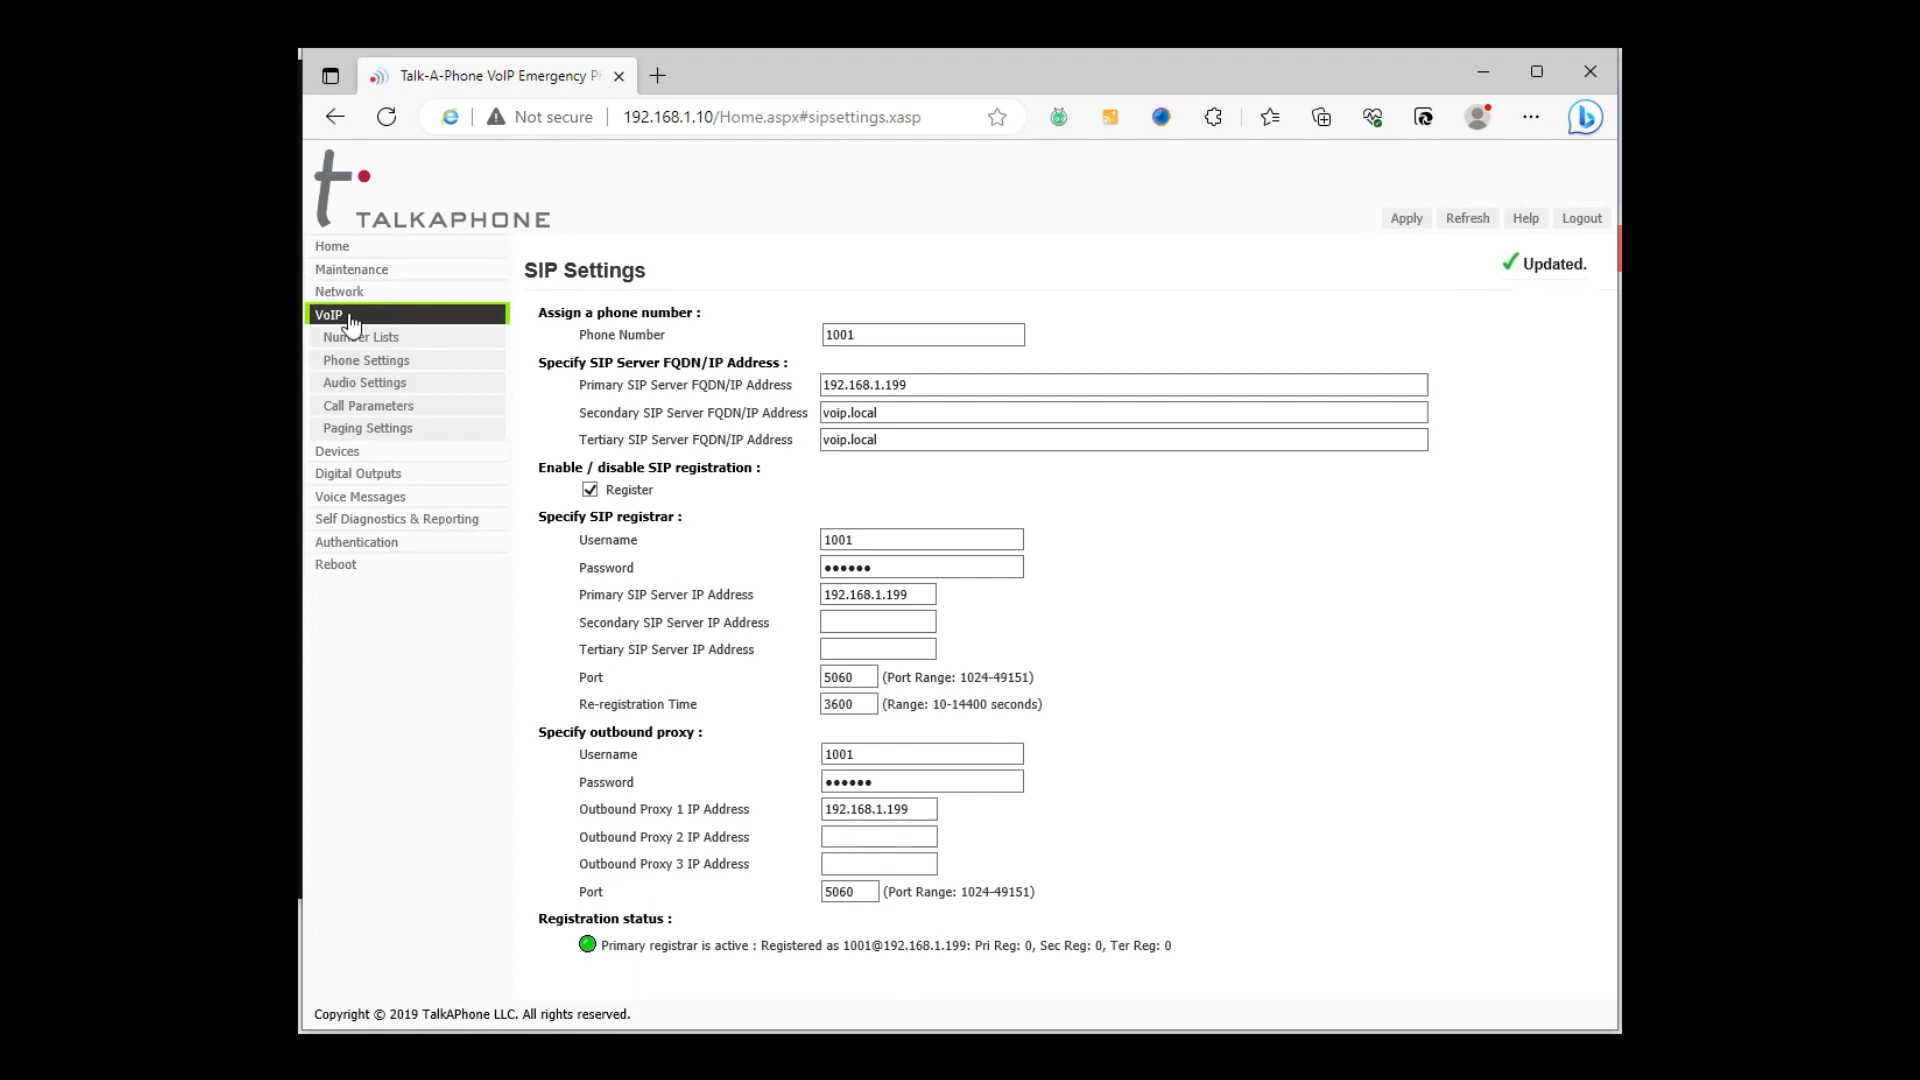 Talk-A-Phone VoIP Emergency P
Not secure
192.168.1.10/Home.aspx#sipsettings.xasp
TALKAPHONE
Apply Refresh Help Logout
Home
Maintenance
Network
VoIP
Number Lists
Phone Settings
Audio Settings
Call Parameters
Paging Settings
Devices
Digital Outputs
Voice Messages
Self Diagnostics & Reporting
Authentication
Reboot
SIP Settings
Updated.
Assign a phone number :
Phone Number 1001
Specify SIP Server FQDN/IP Address :
Primary SIP Server FQDN/IP Address 192.168.1.199
Secondary SIP Server FQDN/IP Address voip.local
Tertiary SIP Server FQDN/IP Address voip.local
Enable / disable SIP registration :
Register
Specify SIP registrar :
Username 1001
Password ••••••
Primary SIP Server IP Address 192.168.1.199
Secondary SIP Server IP Address
Tertiary SIP Server IP Address
Port 5060 (Port Range: 1024-49151)
Re-registration Time 3600 (Range: 10-14400 seconds)
Specify outbound proxy :
Username 1001
Password ••••••
Outbound Proxy 1 IP Address 192.168.1.199
Outbound Proxy 2 IP Address
Outbound Proxy 3 IP Address
Port 5060 (Port Range: 1024-49151)
Registration status :
Primary registrar is active : Registered as 1001@192.168.1.199: Pri Reg: 0, Sec Reg: 0, Ter Reg: 0
Copyright © 2019 TalkAPhone LLC. All rights reserved.